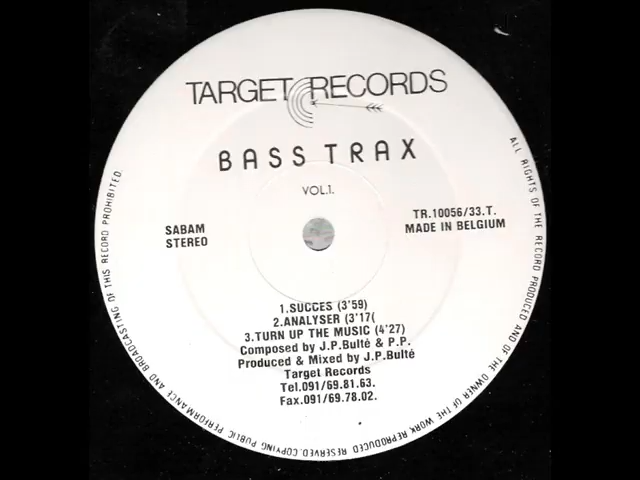 TARGET RECORDS
BASS TRAX
VOL.1.
SABAM
STEREO
TR.10056/33.T.
MADE IN BELGIUM
1.SUCCES (3'59)
2.ANALYSER (3'17(
3.TURN UP THE MUSIC (4'27)
Composed by J.P.Bulté & P.P.
Produced & Mixed by J.P.Bulté
Target Records
Tel.091/69.81.63.
Fax.091/69.78.02.
ALL RIGHTS OF THE RECORD PRODUCED AND OF THE OWNER OF THE WORK REPRODUCED RESERVED.COPYING PUBLIC PERFORMANCE AND BROADCASTING OF THIS RECORD PROHIBITED.